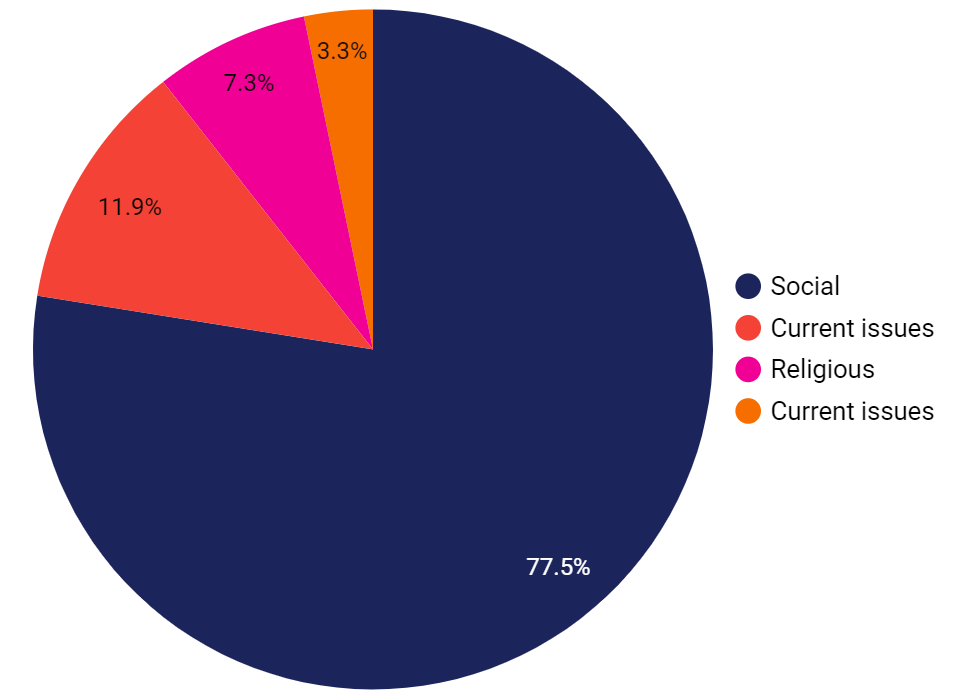 3.3%
7.3%
11.9%
77.5%
Social
Current issues
Religious
Current issues